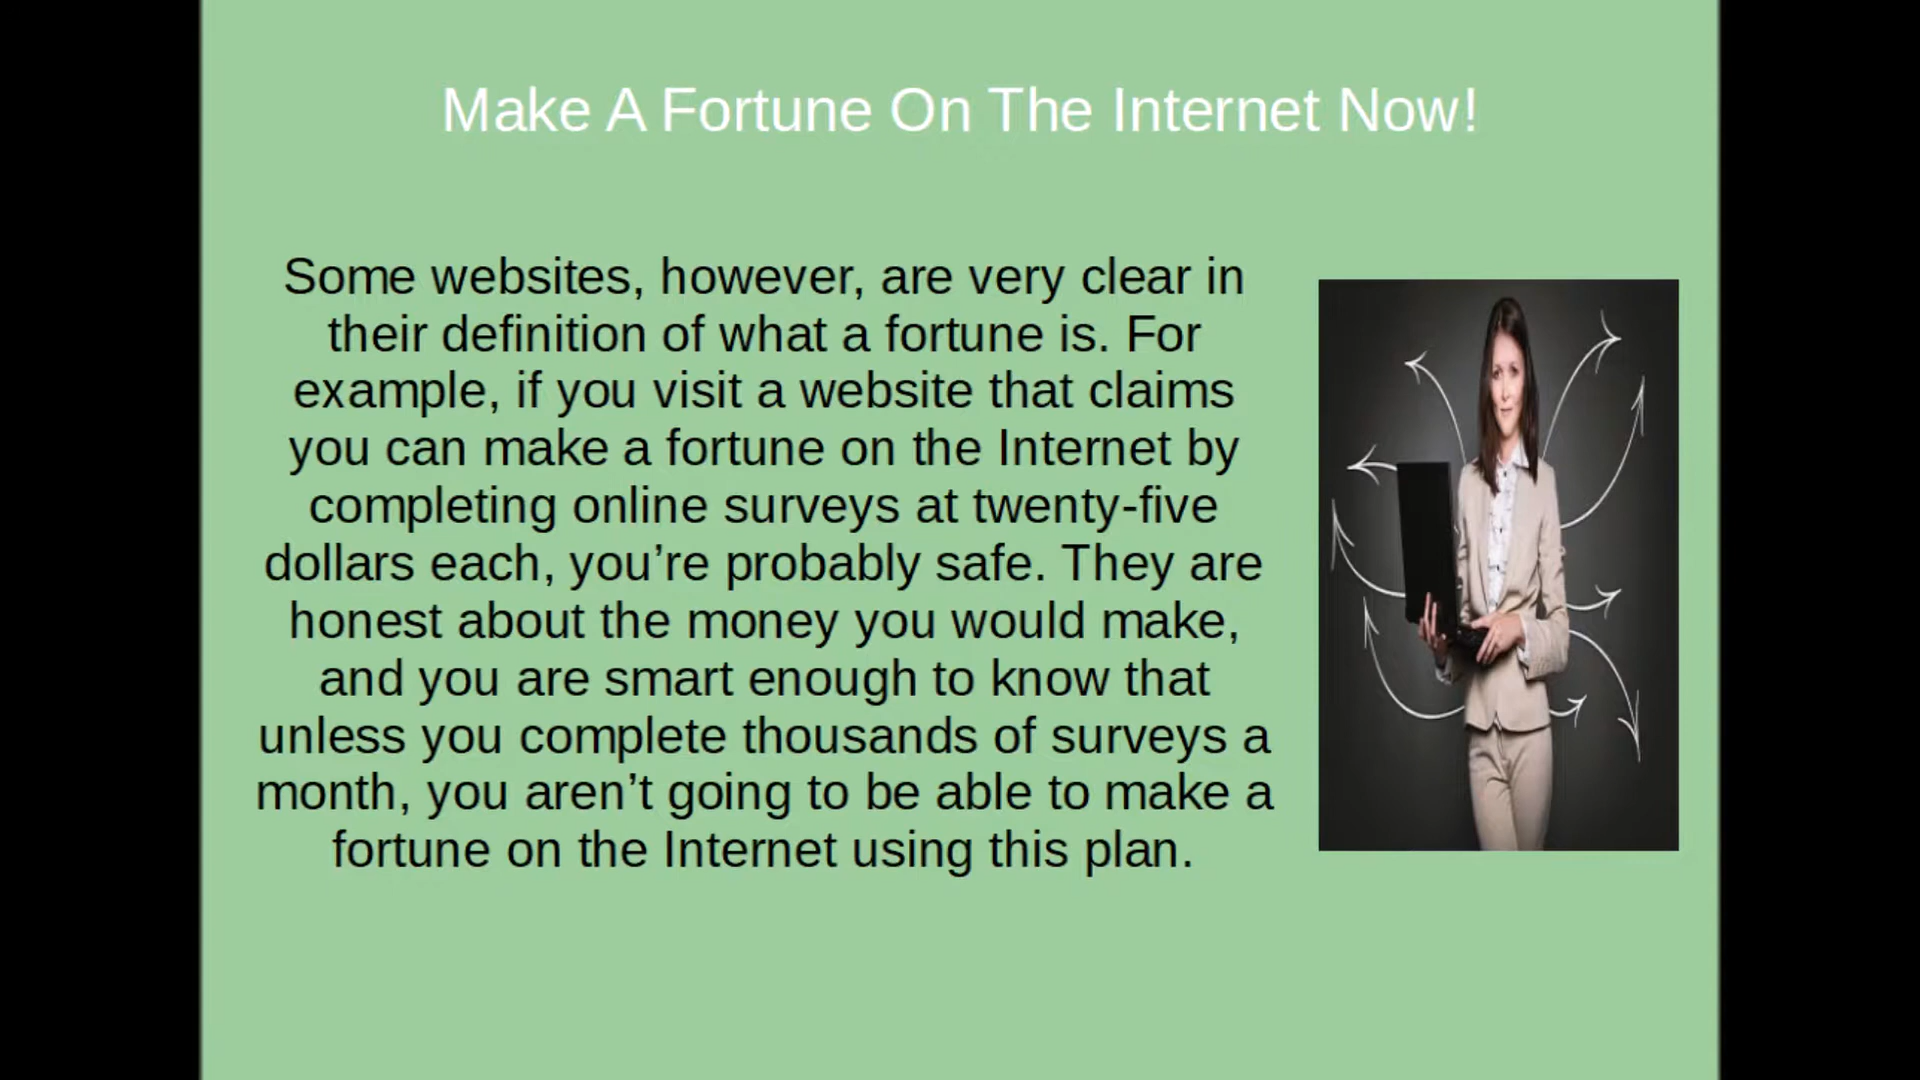 Make A Fortune On The Internet Now!
Some websites, however, are very clear in
their definition of what a fortune is. For
example, if you visit a website that claims
you can make a fortune on the Internet by
completing online surveys at twenty-five
dollars each, you’re probably safe. They are
honest about the money you would make,
and you are smart enough to know that
unless you complete thousands of surveys a
month, you aren’t going to be able to make a
fortune on the Internet using this plan.